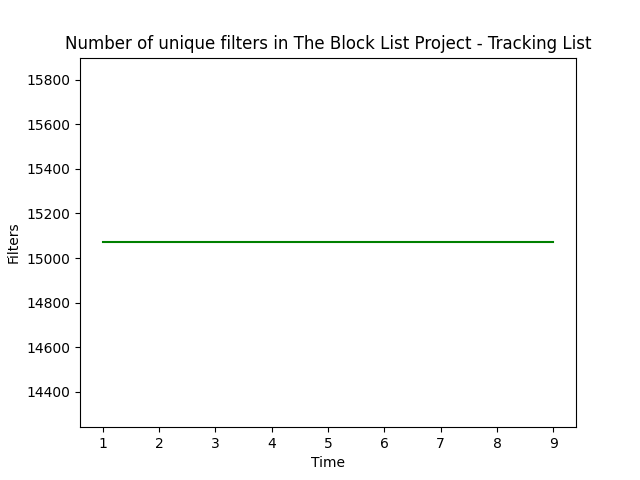 Number of unique filters in The Block List Project - Tracking List
15800
15600
15400
15200
15000
14800
14600
14400
Filters
1 2 3 4 5 6 7 8 9
Time